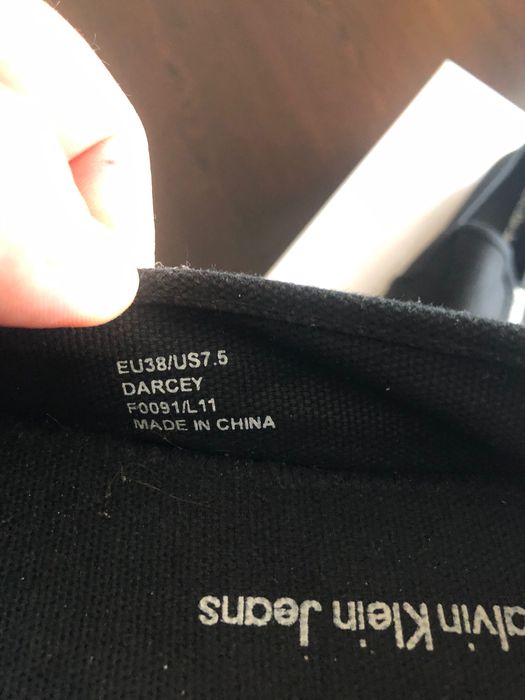 EU38/US7.5
DARCEY
F0091/L11
MADE IN CHINA
alvin Klein Jeans